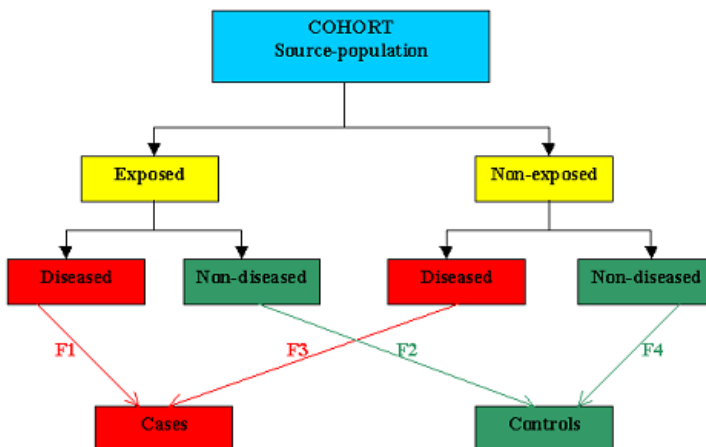 COHORT
Source-population
Exposed
Non-exposed
Diseased
Non-diseased
Diseased
Non-diseased
F1
F3
F2
F4
Cases
Controls